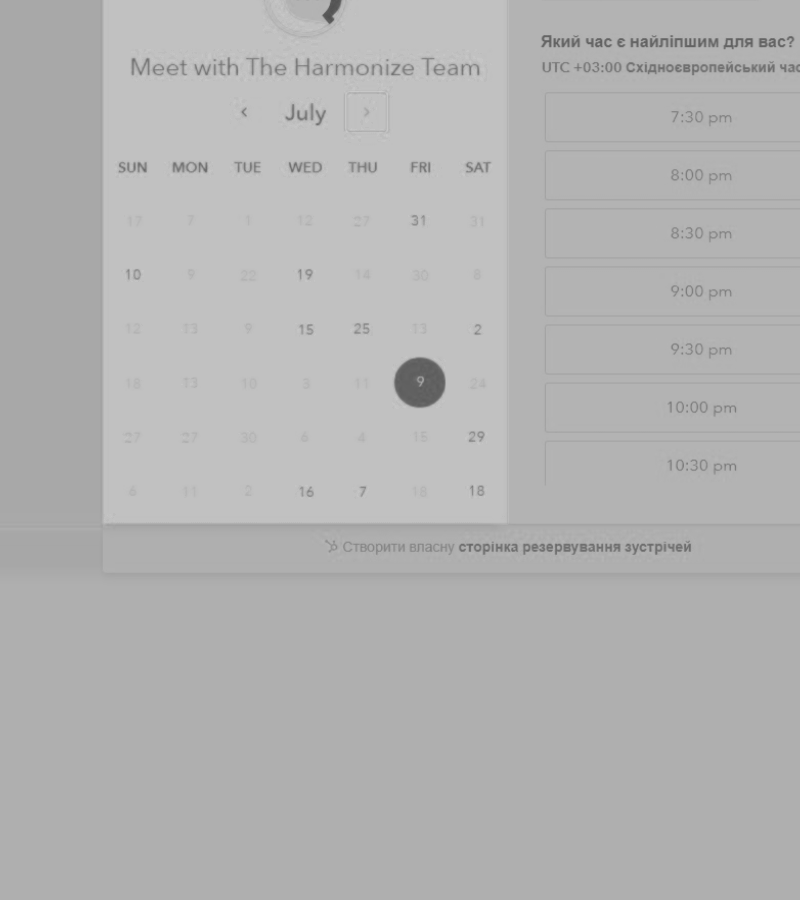 Meet with The Harmonize Team
July
SUN MON TUE WED THU FRI SAT
17 7 1 12 27 31 31
10 9 22 19 14 30 8
12 13 9 15 25 13 2
18 13 10 3 11 9 24
27 27 30 6 4 15 29
6 11 2 16 7 18 18
Який час є найліпшим для вас?
UTC +03:00 Східноєвропейський час
7:30 pm
8:00 pm
8:30 pm
9:00 pm
9:30 pm
10:00 pm
10:30 pm
Створити власну сторінка резервування зустрічей